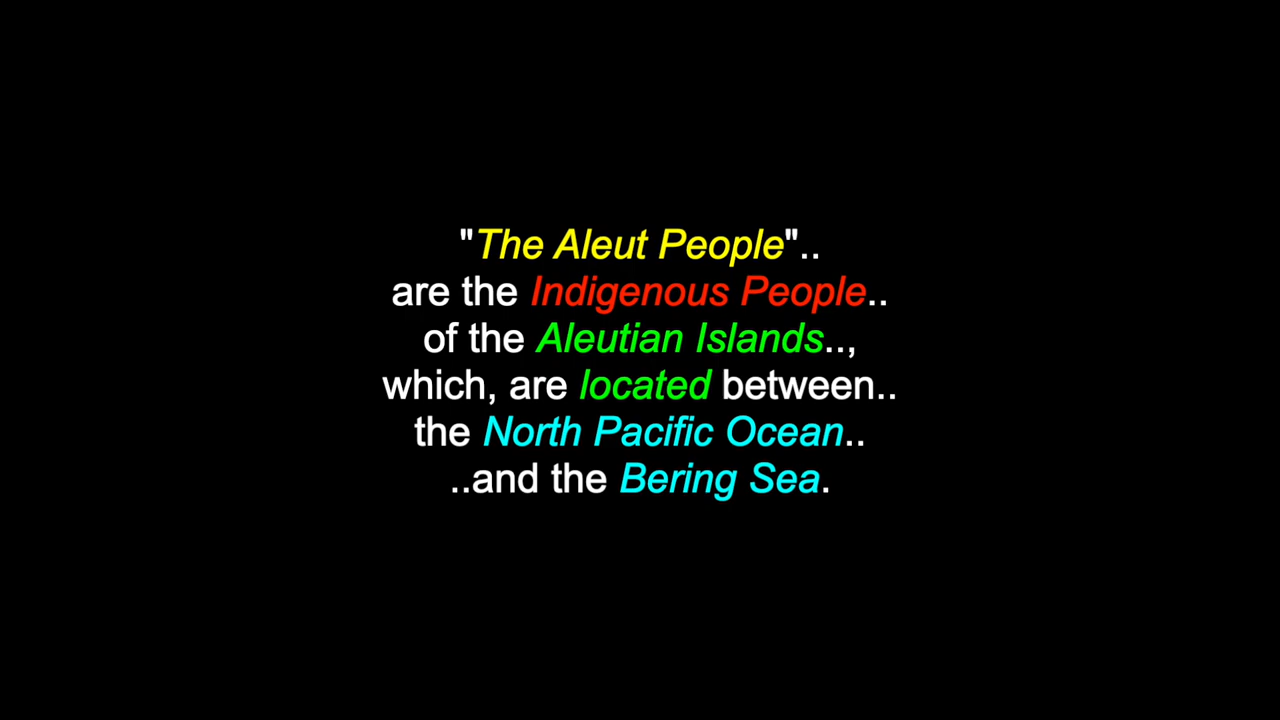 "The Aleut People"..
are the Indigenous People..
of the Aleutian Islands..,
which, are located between..
the North Pacific Ocean..
..and the Bering Sea.